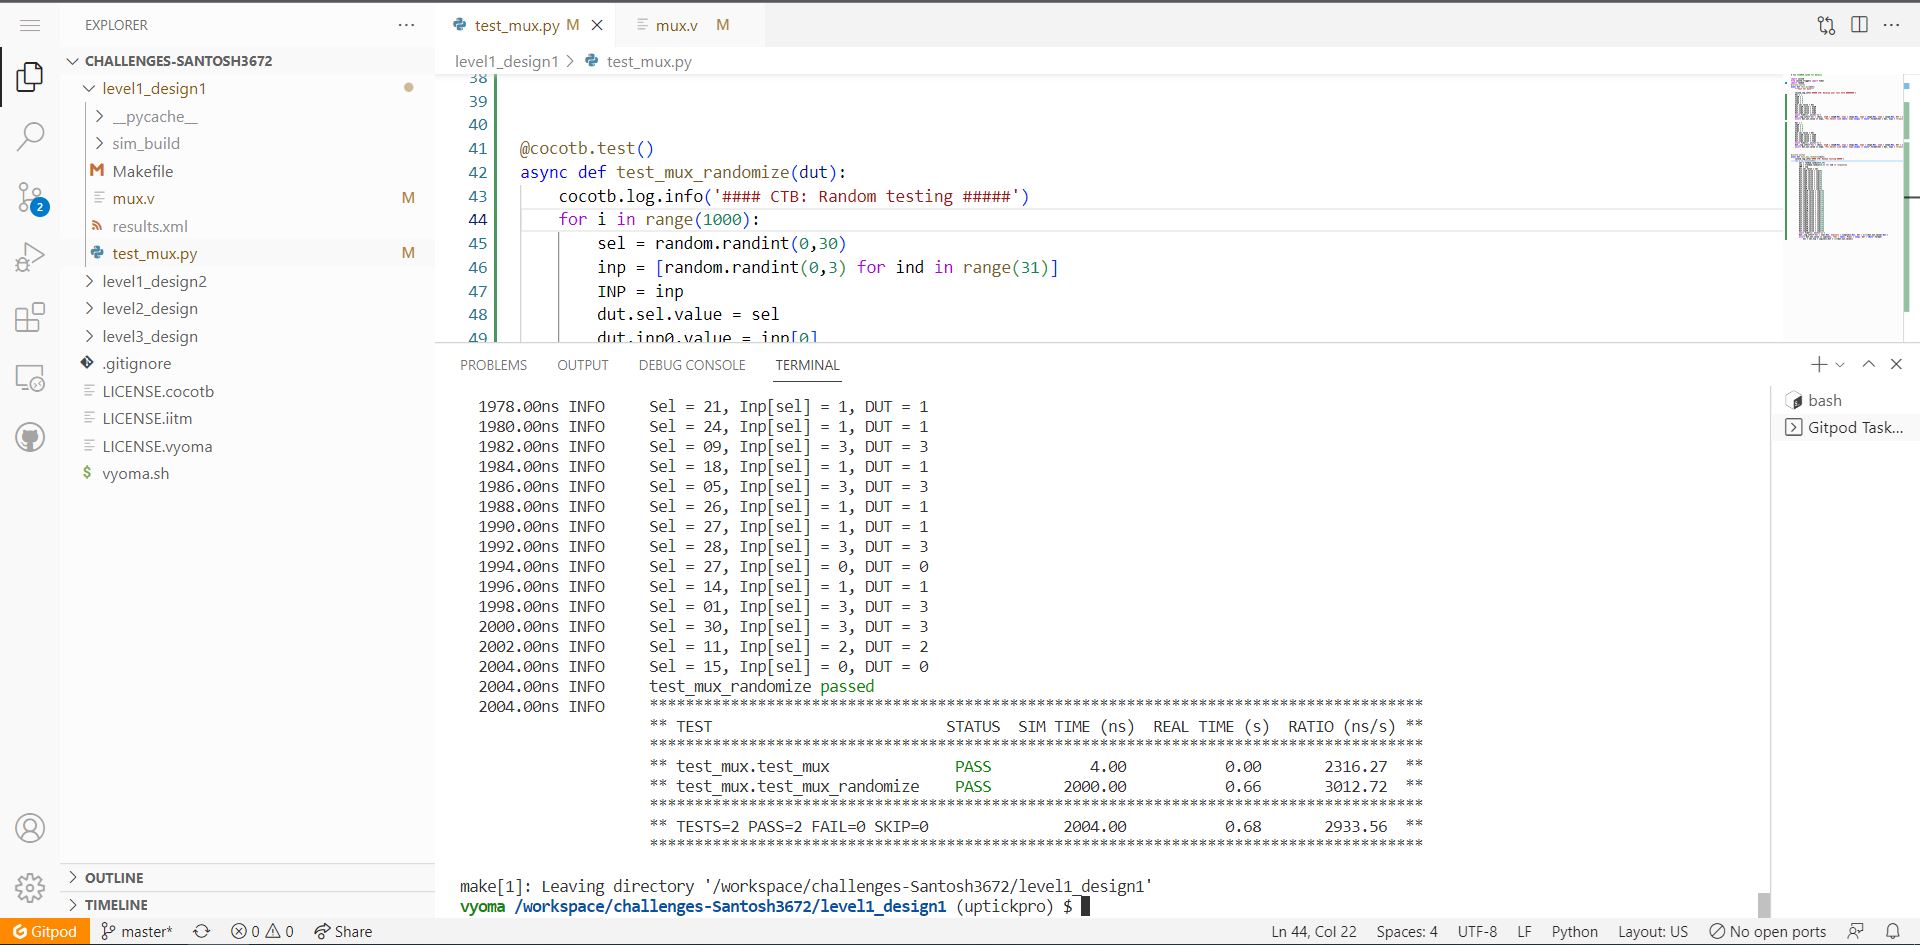 EXPLORER
CHALLENGES-SANTOSH3672
level1_design1
__pycache__
sim_build
Makefile
mux.v M
results.xml
test_mux.py M
level1_design2
level2_design
level3_design
.gitignore
LICENSE.cocotb
LICENSE.iitm
LICENSE.vyoma
$ vyoma.sh
OUTLINE
TIMELINE
2
test_mux.py M
mux.v M
level1_design1 > test_mux.py
38
39
40
41 @cocotb.test()
42 async def test_mux_randomize(dut):
43 cocotb.log.info('#### CTB: Random testing #####')
44 for i in range(1000):
45 sel = random.randint(0,30)
46 inp = [random.randint(0,3) for ind in range(31)]
47 INP = inp
48 dut.sel.value = sel
49 dut.inp0.value = inp[0]
PROBLEMS OUTPUT DEBUG CONSOLE TERMINAL
1978.00ns INFO Sel = 21, Inp[sel] = 1, DUT = 1
1980.00ns INFO Sel = 24, Inp[sel] = 1, DUT = 1
1982.00ns INFO Sel = 09, Inp[sel] = 3, DUT = 3
1984.00ns INFO Sel = 18, Inp[sel] = 1, DUT = 1
1986.00ns INFO Sel = 05, Inp[sel] = 3, DUT = 3
1988.00ns INFO Sel = 26, Inp[sel] = 1, DUT = 1
1990.00ns INFO Sel = 27, Inp[sel] = 1, DUT = 1
1992.00ns INFO Sel = 28, Inp[sel] = 3, DUT = 3
1994.00ns INFO Sel = 27, Inp[sel] = 0, DUT = 0
1996.00ns INFO Sel = 14, Inp[sel] = 1, DUT = 1
1998.00ns INFO Sel = 01, Inp[sel] = 3, DUT = 3
2000.00ns INFO Sel = 30, Inp[sel] = 3, DUT = 3
2002.00ns INFO Sel = 11, Inp[sel] = 2, DUT = 2
2004.00ns INFO Sel = 15, Inp[sel] = 0, DUT = 0
2004.00ns INFO test_mux_randomize passed
2004.00ns INFO **************************************************************************************
** TEST STATUS SIM TIME (ns) REAL TIME (s) RATIO (ns/s) **
**************************************************************************************
** test_mux.test_mux PASS 4.00 0.00 2316.27 **
** test_mux.test_mux_randomize PASS 2000.00 0.66 3012.72 **
**************************************************************************************
** TESTS=2 PASS=2 FAIL=0 SKIP=0 2004.00 0.68 2933.56 **
**************************************************************************************
make[1]: Leaving directory '/workspace/challenges-Santosh3672/level1_design1'
vyoma /workspace/challenges-Santosh3672/level1_design1 (uptickpro) $
bash
Gitpod Task...
Gitpod master* 0 0 Share Ln 44, Col 22 Spaces: 4 UTF-8 LF Python Layout: US No open ports